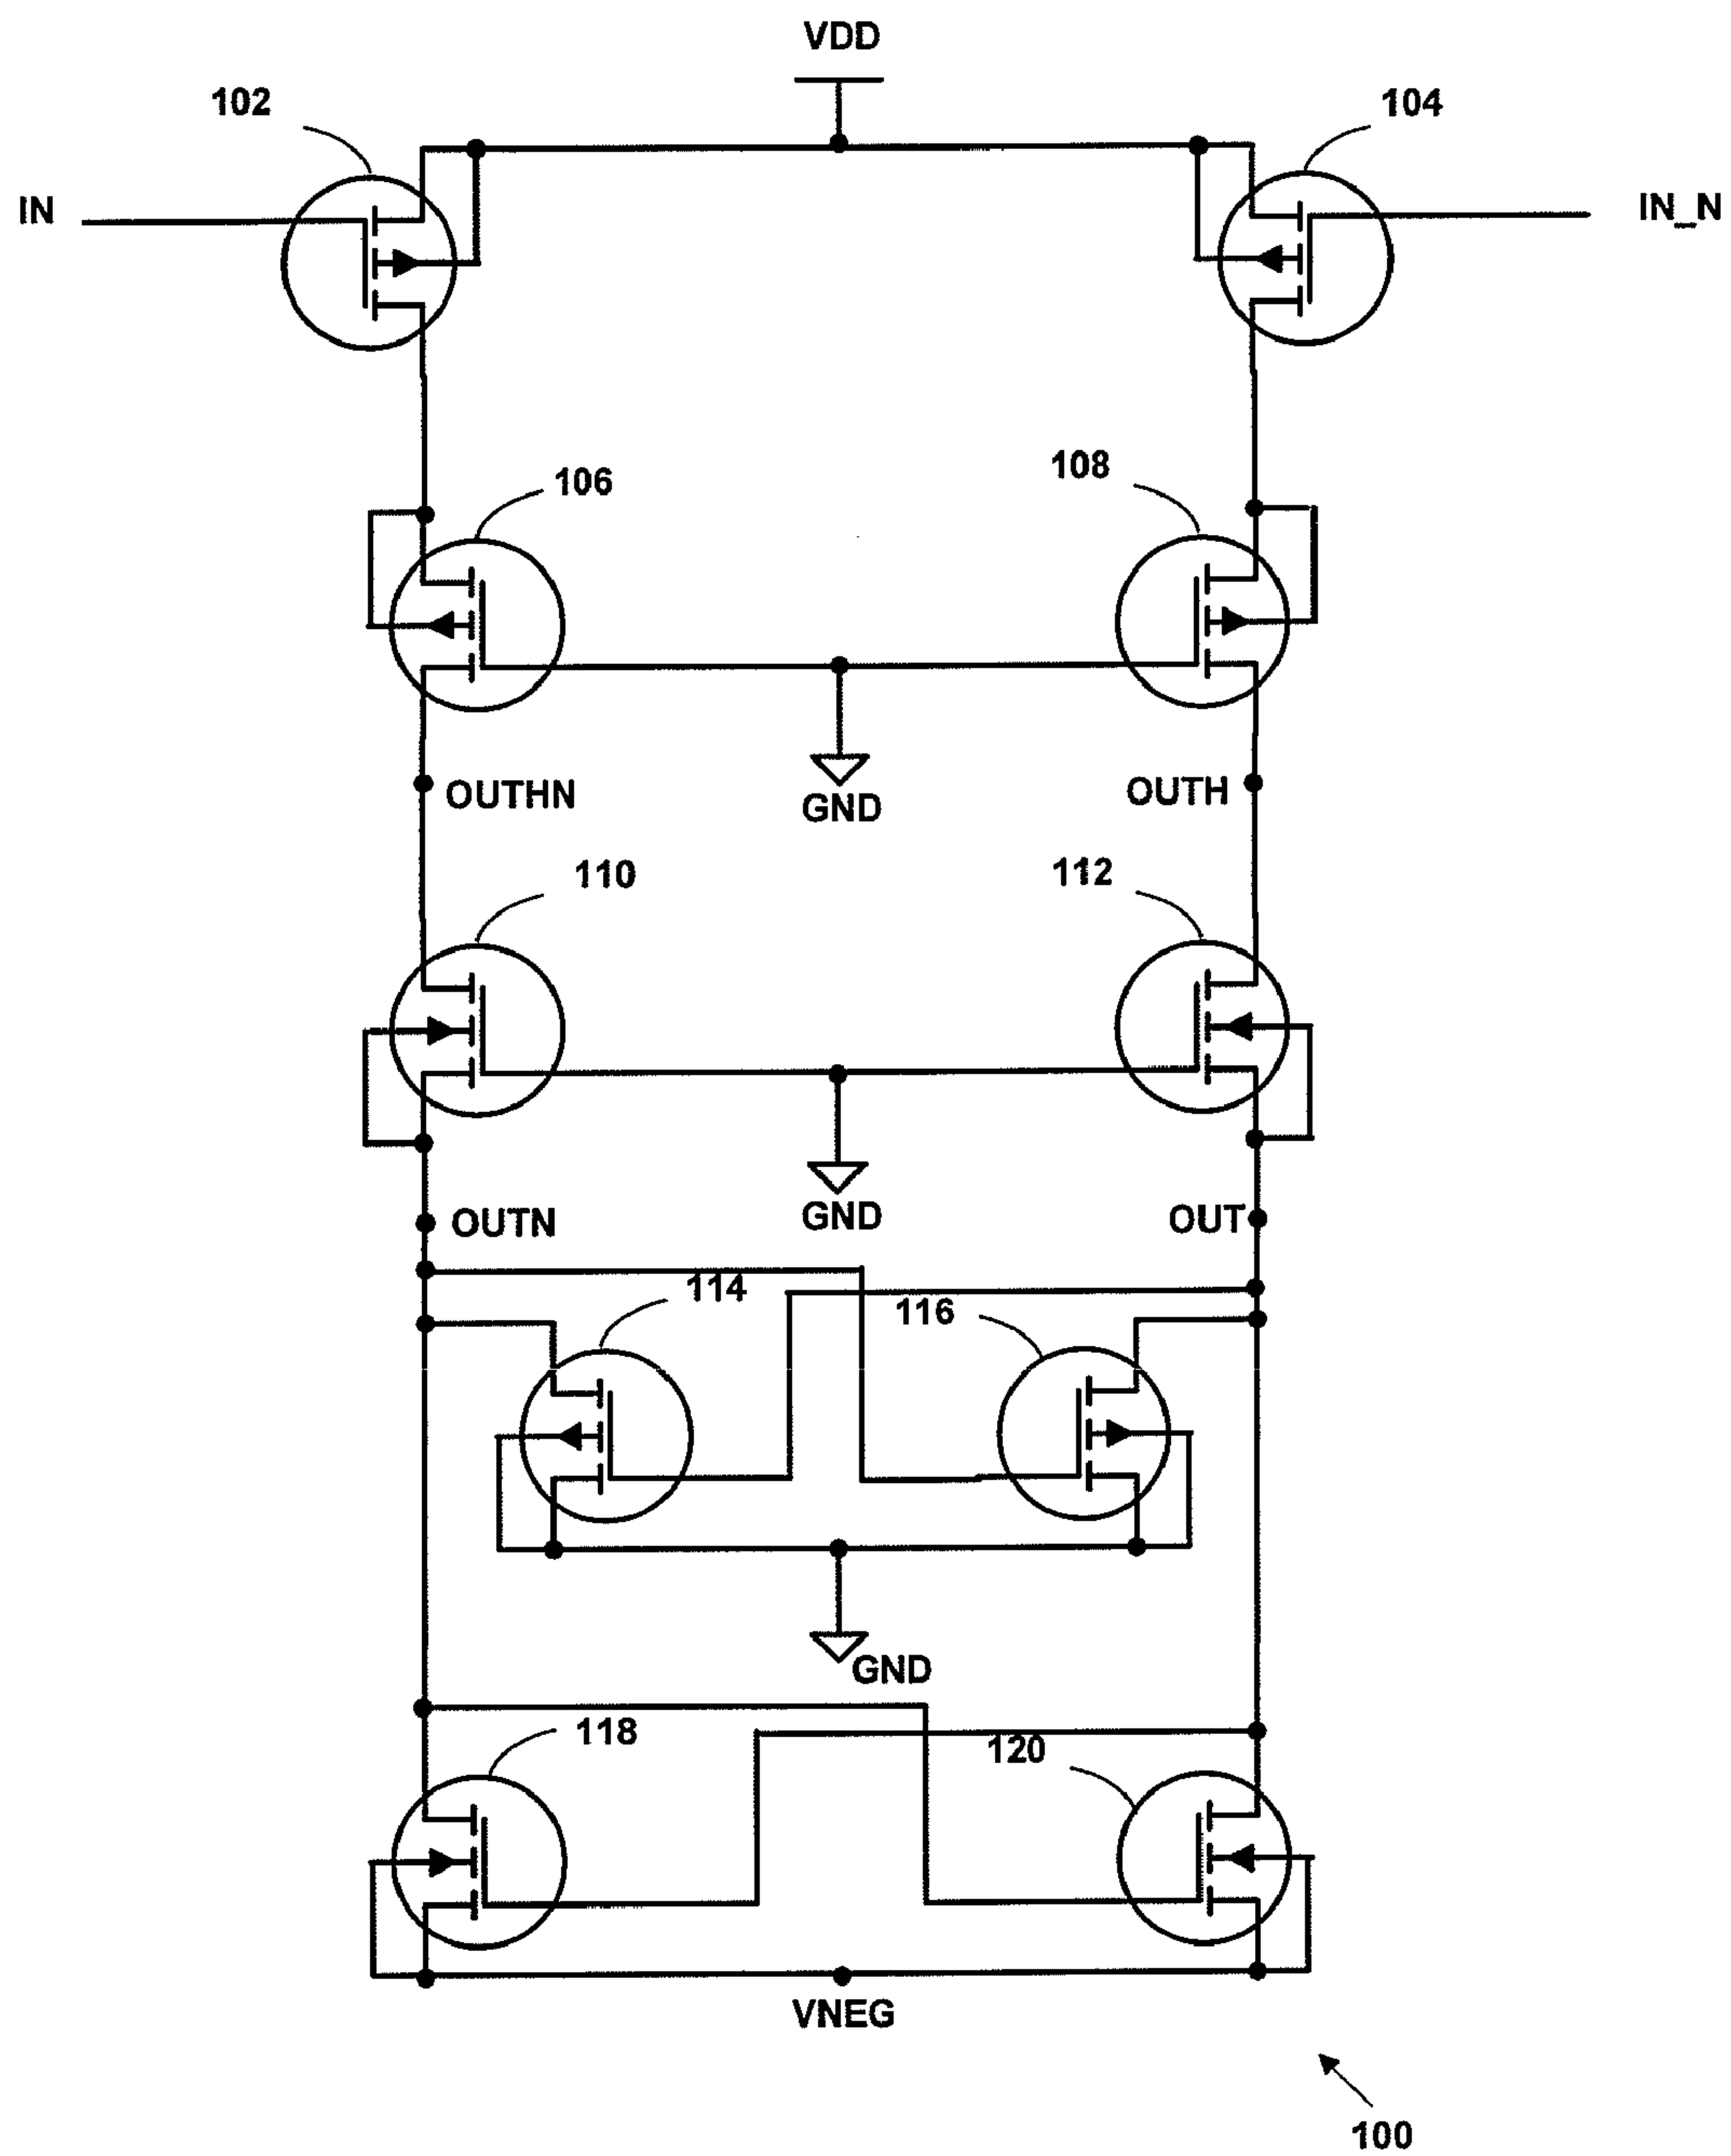 VDD
102
104
IN
IN_N
106
108
OUTHN
OUTH
GND
110
112
OUTN
GND
OUT
114
116
GND
118
120
VNEG
100